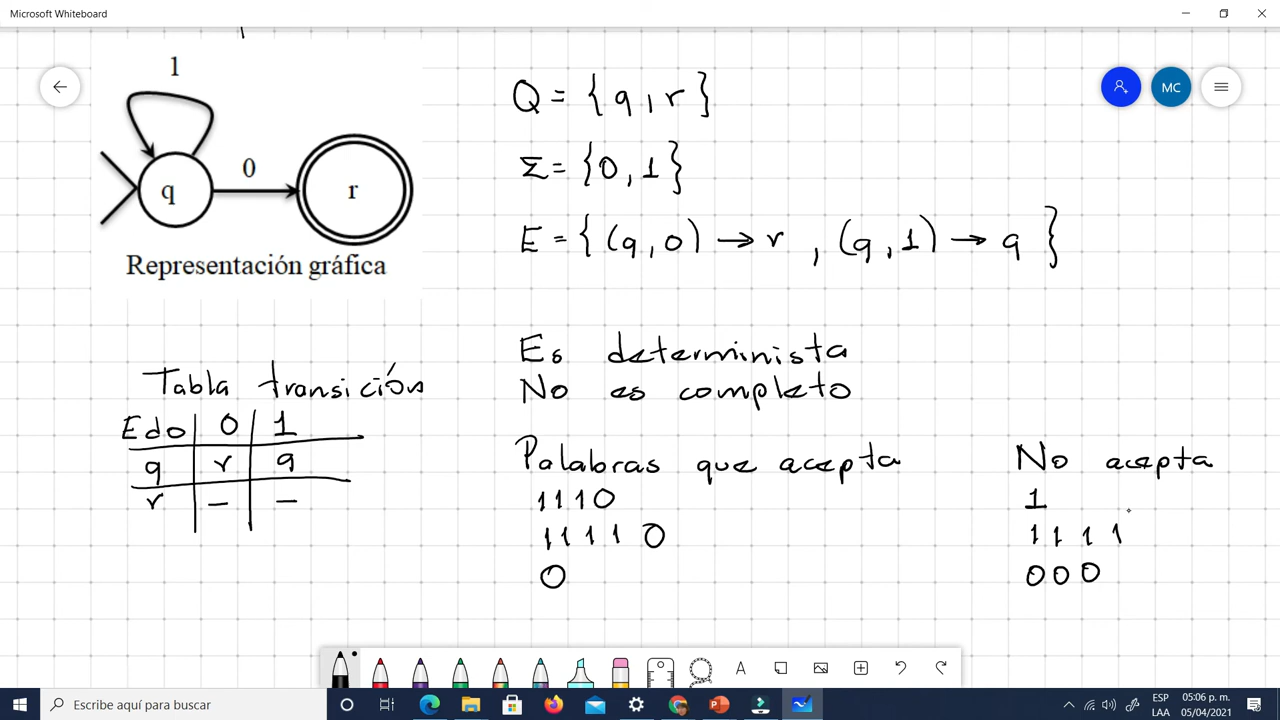 Microsoft Whiteboard
MC
1
0
q
r
Representación gráfica
Q = {q, r}
Σ = {0, 1}
E = {(q, 0) → r, (q, 1) → q}
Es determinista
No es completo
Tabla transición
Edo 0 1
q r q
r — —
Palabras que acepta
1110
11110
0
No acepta
1
1111
000
A
Escribe aquí para buscar
ESP
LAA
05:06 p. m.
05/04/2021